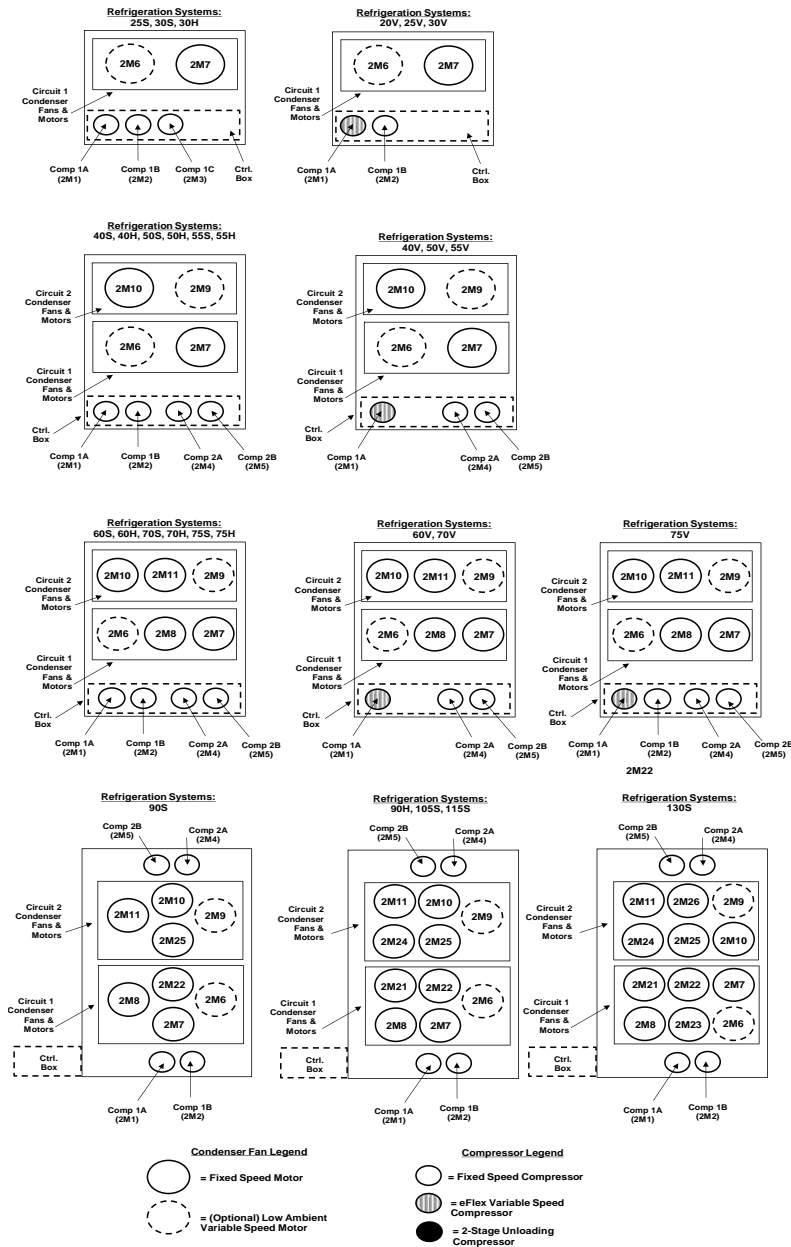 Refrigeration Systems:
25S, 30S, 30H
2M6
2M7
Circuit 1
Condenser
Fans &
Motors
Comp 1A
(2M1)
Comp 1B
(2M2)
Comp 1C
(2M3)
Ctrl.
Box
Refrigeration Systems:
20V, 25V, 30V
2M6
2M7
Circuit 1
Condenser
Fans &
Motors
Comp 1A
(2M1)
Comp 1B
(2M2)
Ctrl.
Box
Refrigeration Systems:
40S, 40H, 50S, 50H, 55S, 55H
Circuit 2
Condenser
Fans &
Motors
2M10
2M9
2M6
2M7
Circuit 1
Condenser
Fans &
Motors
Ctrl.
Box
Comp 1A
(2M1)
Comp 1B
(2M2)
Comp 2A
(2M4)
Comp 2B
(2M5)
Refrigeration Systems:
40V, 50V, 55V
Circuit 2
Condenser
Fans &
Motors
2M10
2M9
2M6
2M7
Circuit 1
Condenser
Fans &
Motors
Ctrl.
Box
Comp 1A
(2M1)
Comp 2A
(2M4)
Comp 2B
(2M5)
Refrigeration Systems:
60S, 60H, 70S, 70H, 75S, 75H
Circuit 2
Condenser
Fans &
Motors
2M10
2M11
2M9
2M6
2M8
2M7
Circuit 1
Condenser
Fans &
Motors
Ctrl.
Box
Comp 1A
(2M1)
Comp 1B
(2M2)
Comp 2A
(2M4)
Comp 2B
(2M5)
Refrigeration Systems:
60V, 70V
Circuit 2
Condenser
Fans &
Motors
2M10
2M11
2M9
2M6
2M8
2M7
Circuit 1
Condenser
Fans &
Motors
Ctrl.
Box
Comp 1A
(2M1)
Comp 2A
(2M4)
Comp 2B
(2M5)
Refrigeration Systems:
75V
Circuit 2
Condenser
Fans &
Motors
2M10
2M11
2M9
2M6
2M8
2M7
Circuit 1
Condenser
Fans &
Motors
Ctrl.
Box
Comp 1A
(2M1)
Comp 1B
(2M2)
Comp 2A
(2M4)
Comp 2B
(2M5)
2M22
Refrigeration Systems:
90S
Comp 2B
(2M5)
Comp 2A
(2M4)
Circuit 2
Condenser
Fans &
Motors
2M11
2M10
2M9
2M25
Circuit 1
Condenser
Fans &
Motors
2M8
2M22
2M6
2M7
Ctrl.
Box
Comp 1A
(2M1)
Comp 1B
(2M2)
Refrigeration Systems:
90H, 105S, 115S
Comp 2B
(2M5)
Comp 2A
(2M4)
Circuit 2
Condenser
Fans &
Motors
2M11
2M10
2M9
2M24
2M25
Circuit 1
Condenser
Fans &
Motors
2M21
2M22
2M6
2M8
2M7
Ctrl.
Box
Comp 1A
(2M1)
Comp 1B
(2M2)
Refrigeration Systems:
130S
Comp 2B
(2M5)
Comp 2A
(2M4)
Circuit 2
Condenser
Fans &
Motors
2M11
2M26
2M9
2M24
2M25
2M10
Circuit 1
Condenser
Fans &
Motors
2M21
2M22
2M7
2M8
2M23
2M6
Ctrl.
Box
Comp 1A
(2M1)
Comp 1B
(2M2)
Condenser Fan Legend
= Fixed Speed Motor
= (Optional) Low Ambient
Variable Speed Motor
Compressor Legend
= Fixed Speed Compressor
= eFlex Variable Speed
Compressor
= 2-Stage Unloading
Compressor